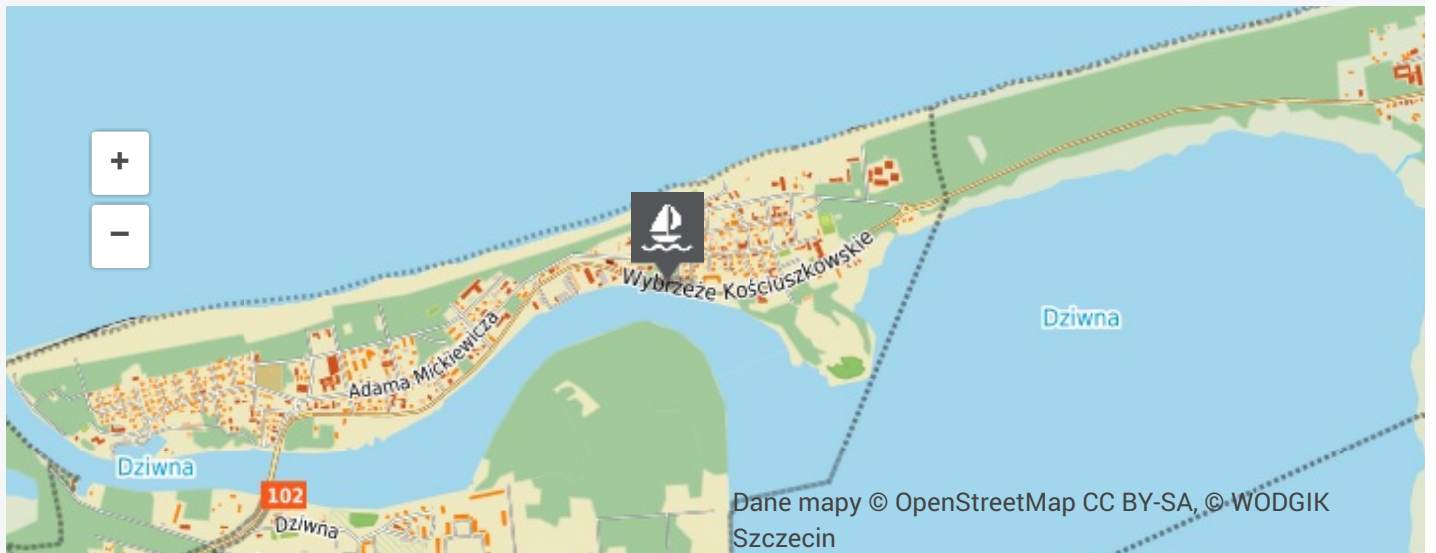 +
−
Wybrzeże Kościuszkowskie
Dziwna
Adama Mickiewicza
Dziwna
102
Dziwna
Dane mapy © OpenStreetMap CC BY-SA, © WODGIK
Szczecin